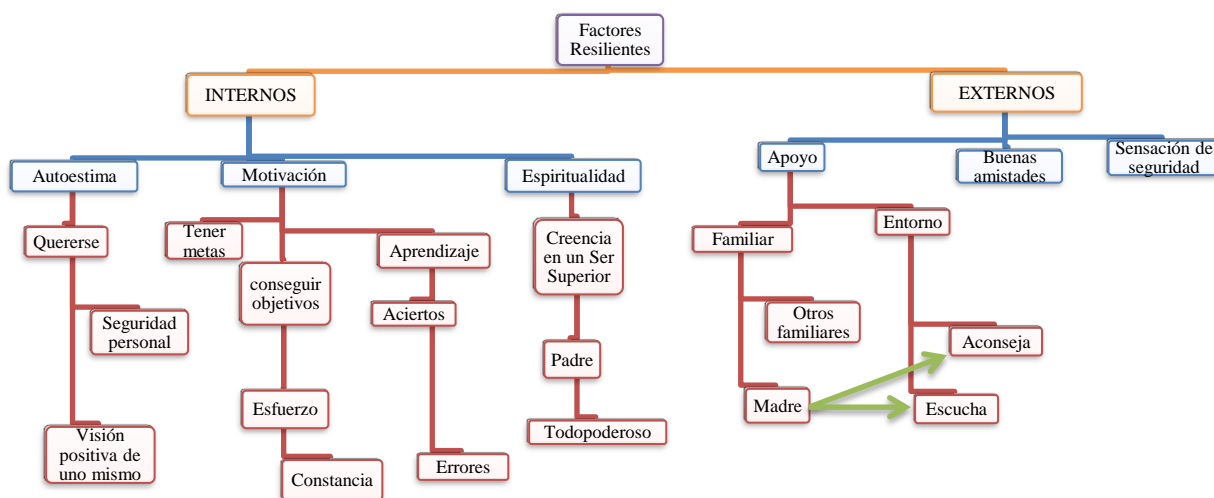 Factores
Resilientes
INTERNOS
EXTERNOS
Autoestima
Motivación
Espiritualidad
Apoyo
Buenas
amistades
Sensación de
seguridad
Quererse
Tener
metas
conseguir
objetivos
Aprendizaje
Creencia
en un Ser
Superior
Familiar
Entorno
Seguridad
personal
Aciertos
Otros
familiares
Aconseja
Padre
Esfuerzo
Madre
Escucha
Visión
positiva de
uno mismo
Constancia
Errores
Todopoderoso